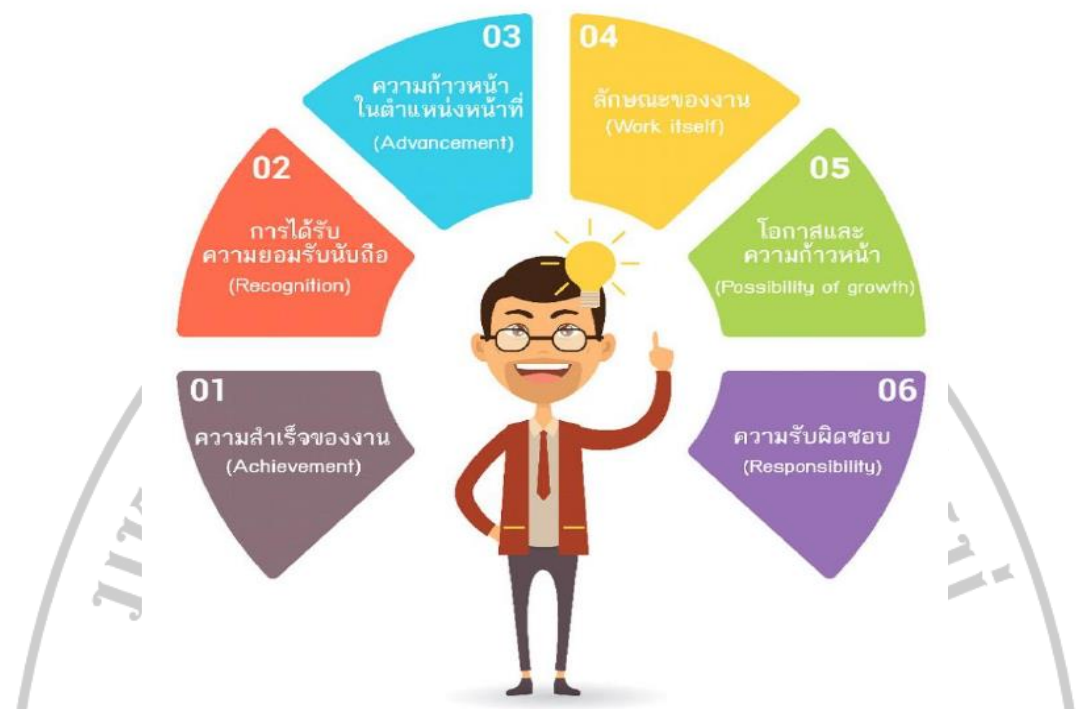 01
ความสำเร็จของงาน
(Achievement)
02
การได้รับ
ความยอมรับนับถือ
(Recognition)
03
ความก้าวหน้า
ในตำแหน่งหน้าที่
(Advancement)
04
ลักษณะของงาน
(Work itself)
05
โอกาสและ
ความก้าวหน้า
(Possibility of growth)
06
ความรับผิดชอบ
(Responsibility)